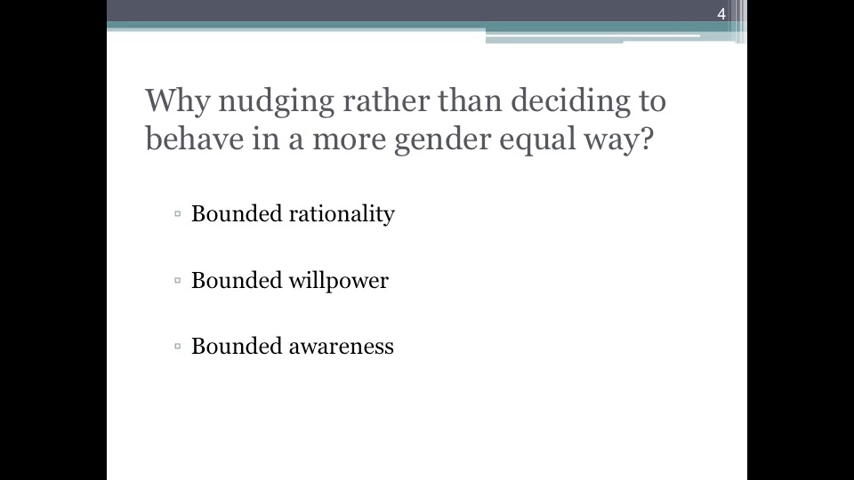 4
Why nudging rather than deciding to
behave in a more gender equal way?
Bounded rationality
Bounded willpower
Bounded awareness